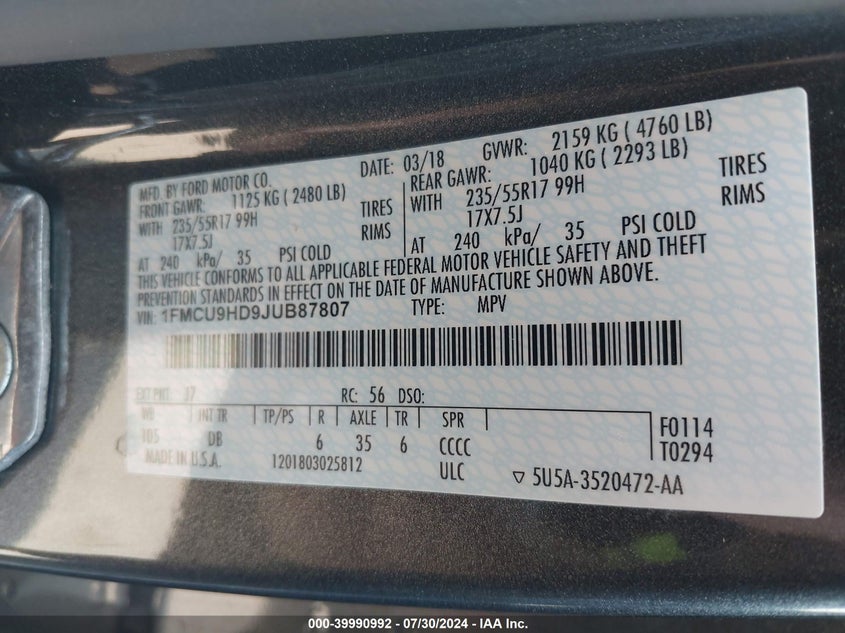 MFD. BY FORD MOTOR CO. DATE: 03/18 GVWR: 2159 KG ( 4760 LB)
FRONT GAWR: 1125 KG ( 2480 LB) REAR GAWR: 1040 KG ( 2293 LB)
WITH 235/55R17 99H TIRES WITH 235/55R17 99H TIRES
17X7.5J RIMS 17X7.5J RIMS
AT 240 kPa/ 35 PSI COLD AT 240 kPa/ 35 PSI COLD
THIS VEHICLE CONFORMS TO ALL APPLICABLE FEDERAL MOTOR VEHICLE SAFETY AND THEFT
PREVENTION STANDARDS IN EFFECT ON THE DATE OF MANUFACTURE SHOWN ABOVE.
VIN: 1FMCU9HD9JUB87807 TYPE: MPV
EXT PNT: J7 RC: 56 DSO:
WB INT TR TP/PS R AXLE TR SPR F0114
105 DB 6 35 6 CCCC T0294
MADE IN U.S.A. 1201803025812 ULC 5U5A-3520472-AA
000-39990992 - 07/30/2024 - IAA Inc.